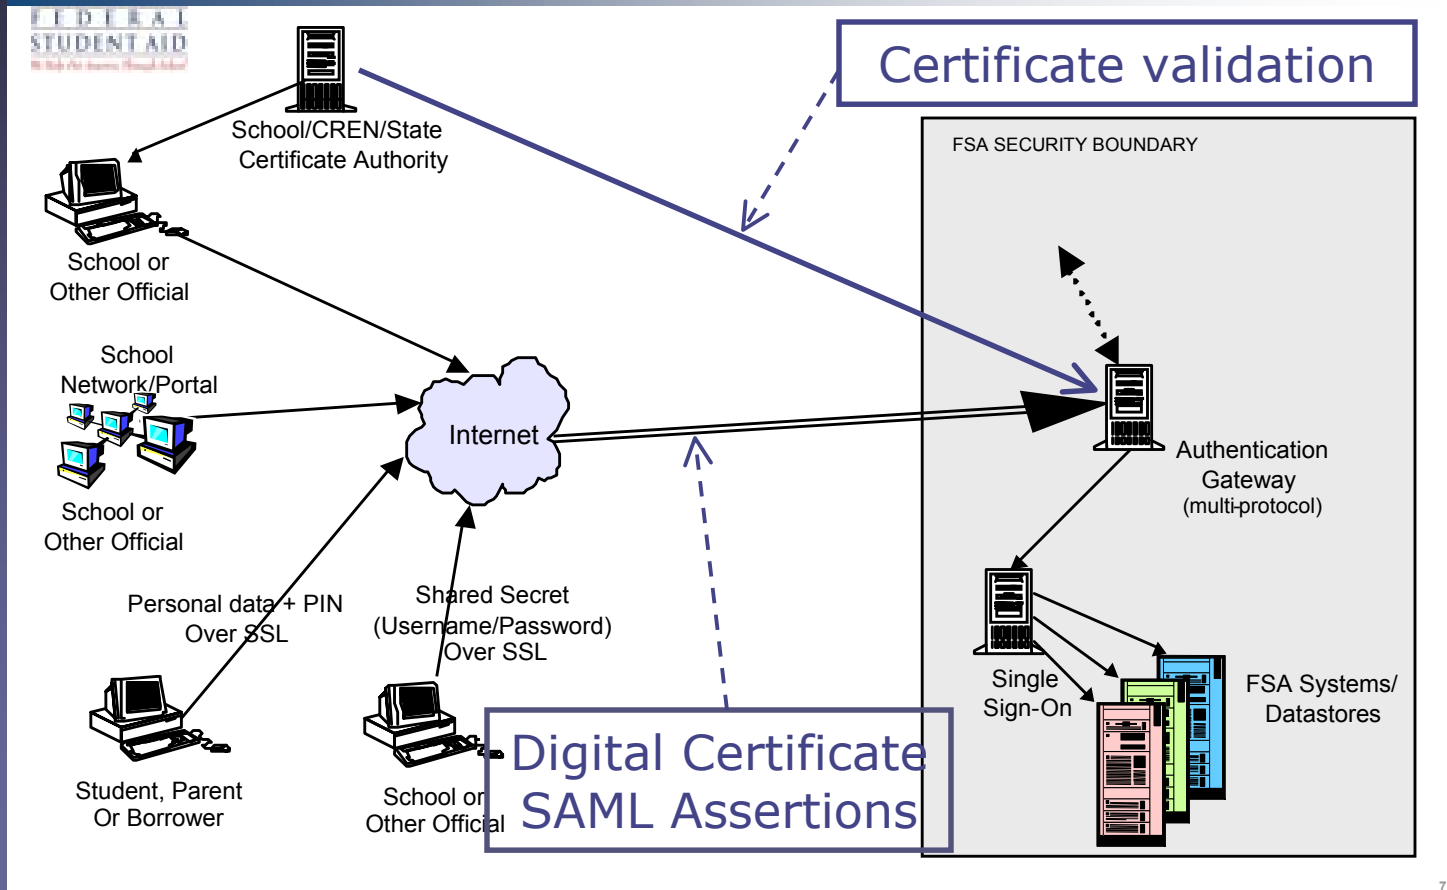 FEDERAL
STUDENT AID
Certificate validation
School/CREN/State
Certificate Authority
FSA SECURITY BOUNDARY
School or
Other Official
School
Network/Portal
Internet
Authentication
Gateway
(multi-protocol)
School or
Other Official
Personal data + PIN
Over SSL
Shared Secret
(Username/Password)
Over SSL
Single
Sign-On
FSA Systems/
Datastores
Digital Certificate
SAML Assertions
Student, Parent
Or Borrower
School or
Other Official
7